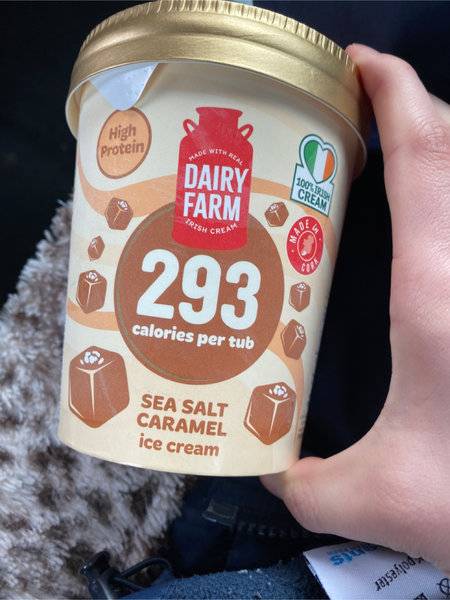 High
Protein
MADE WITH REAL
DAIRY
FARM
IRISH CREAM
100% IRISH
CREAM
MADE IN
CORK
293
calories per tub
SEA SALT
CARAMEL
ice cream
polyester